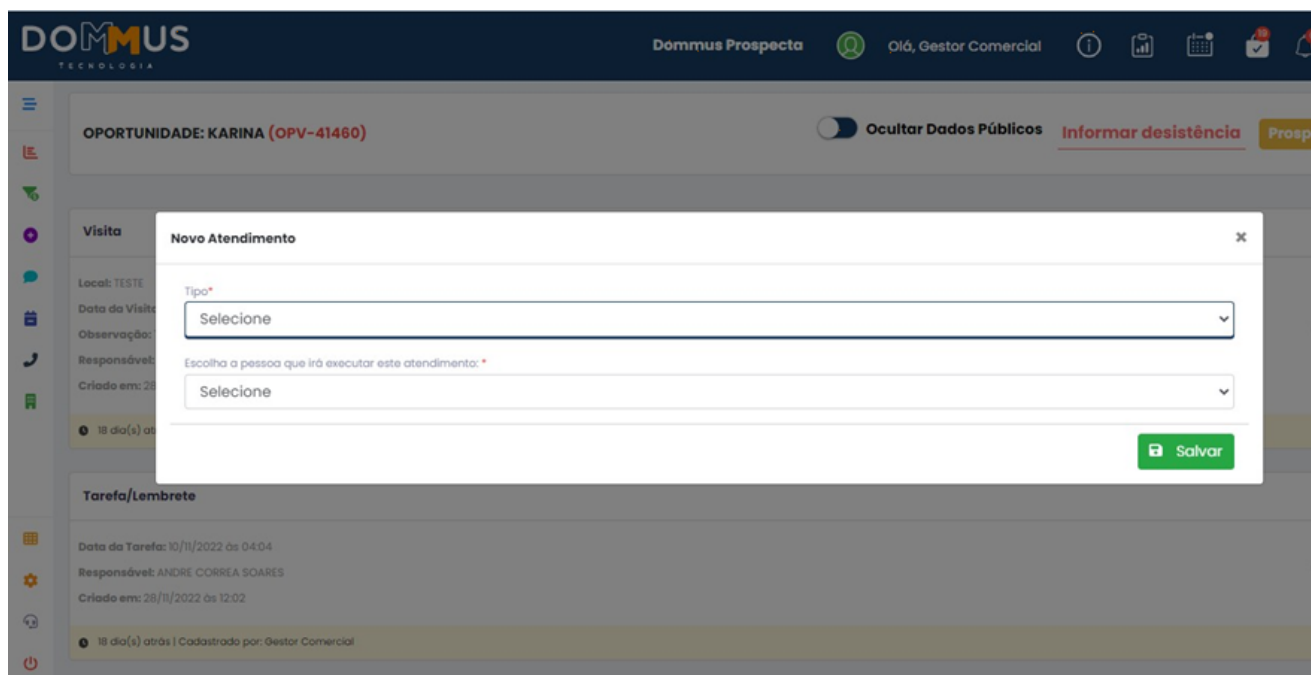 DOMMUS
TECNOLOGIA
Dommus Prospecta
Olá, Gestor Comercial
OPORTUNIDADE: KARINA (OPV-41460)
Ocultar Dados Públicos
Informar desistência
Visita
Novo Atendimento
Local: TESTE
Data da
Observação:
Responsável:
Criado em: 28
18 dia(s)
Tipo*
Selecione
Escolha a pessoa que irá executar este atendimento: *
Selecione
Salvar
Tarefa/Lembrete
Data da Tarefa: 10/11/2022 às 04:04
Responsável: ANDRE CORREA SOARES
Criado em: 28/11/2022 às 12:02
18 dia(s) atrás | Cadastrado por: Gestor Comercial